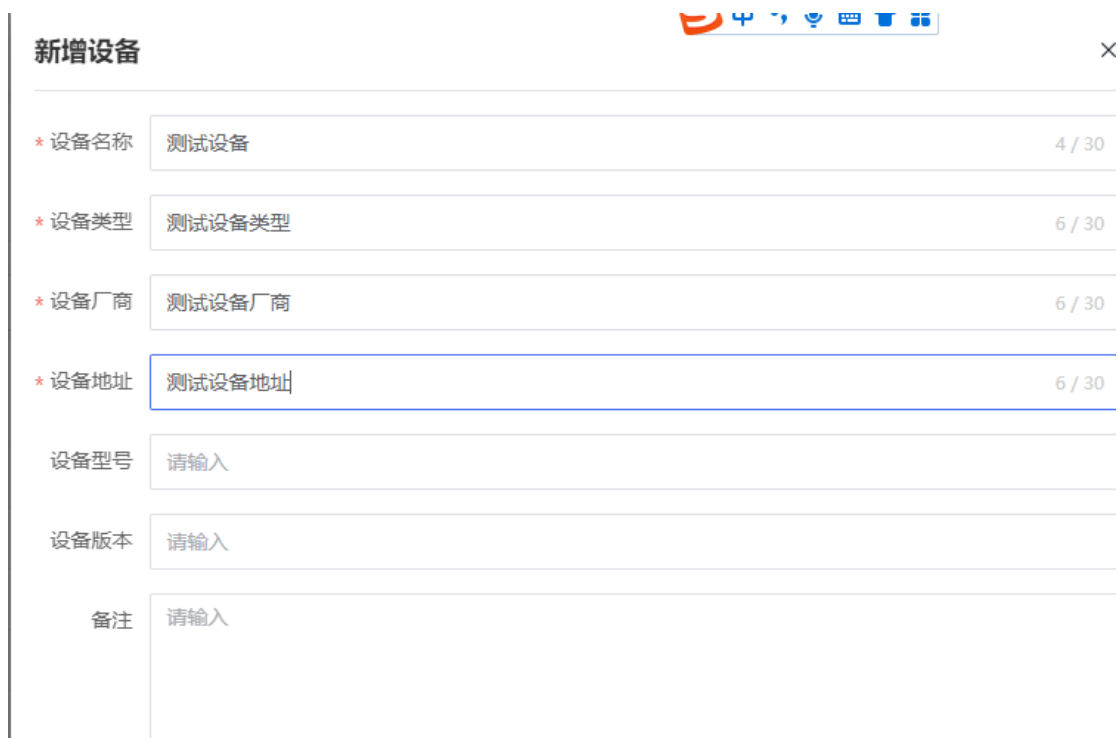 中
新增设备
* 设备名称 测试设备 4 / 30
* 设备类型 测试设备类型 6 / 30
* 设备厂商 测试设备厂商 6 / 30
* 设备地址 测试设备地址 6 / 30
设备型号 请输入
设备版本 请输入
备注 请输入